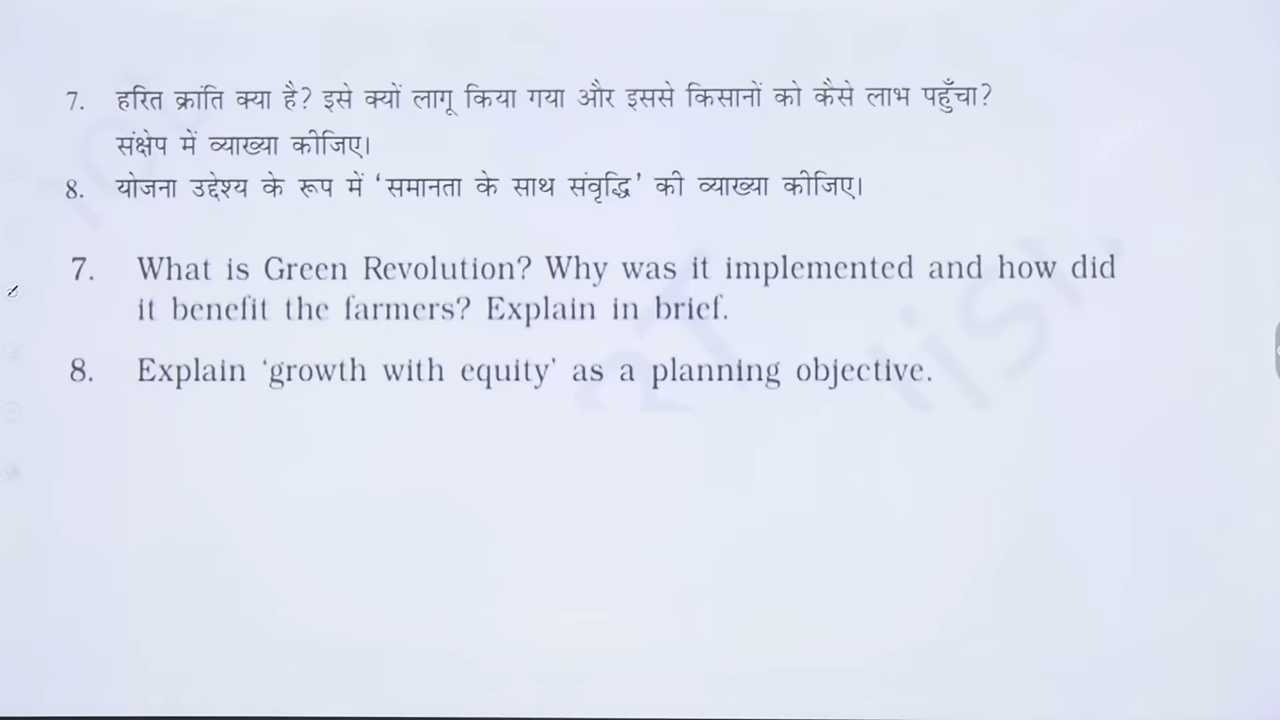 7. हरित क्रांति क्या है? इसे क्यों लागू किया गया और इससे किसानों को कैसे लाभ पहुँचा?
संक्षेप में व्याख्या कीजिए।
8. योजना उद्देश्य के रूप में ‘समानता के साथ संवृद्धि’ की व्याख्या कीजिए।
7. What is Green Revolution? Why was it implemented and how did
it benefit the farmers? Explain in brief.
8. Explain ‘growth with equity’ as a planning objective.